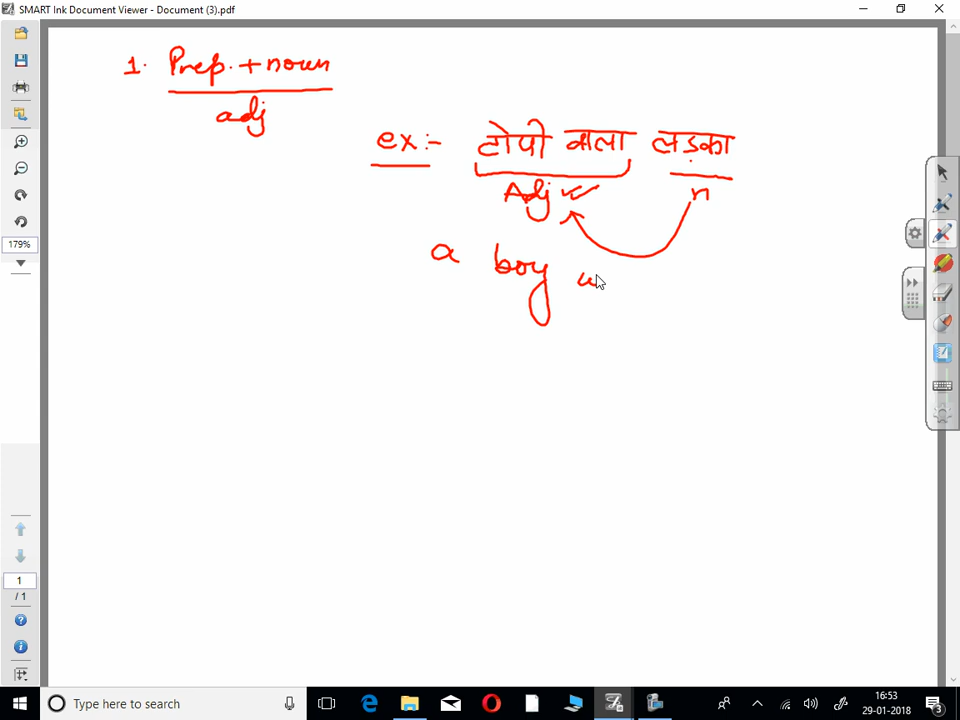 SMART Ink Document Viewer - Document (3).pdf
1. Prep. + noun
adj
ex:- टोपी वाला लड़का
Adj n
a boy
179%
1
/ 1
Type here to search
16:53
29-01-2018
3